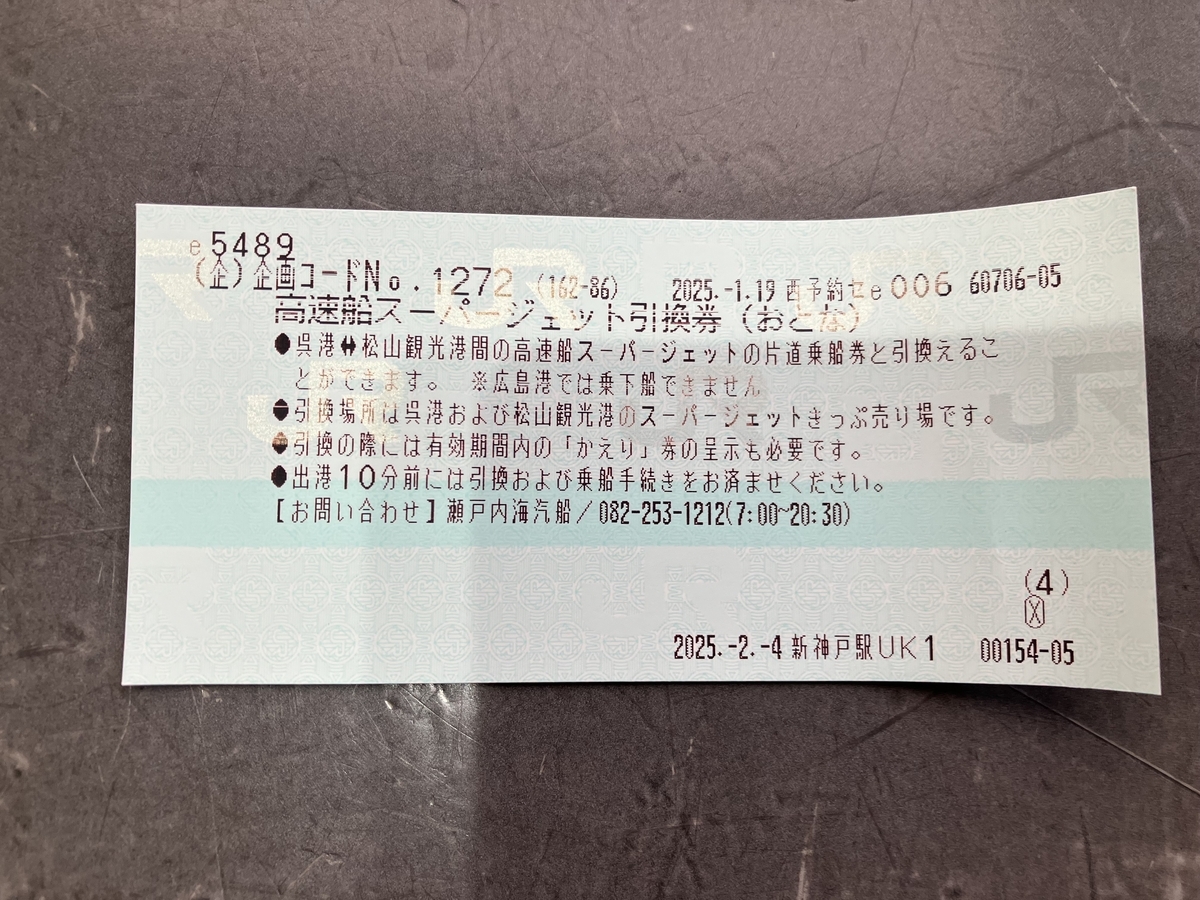 e5489
(企)企画コードNo.1272 (162-86) 2025.-1.19 西予約セe006 60706-05
高速船スーパージェット引換券(おとな)
●呉港⬌松山観光港間の高速船スーパージェットの片道乗船券と引換えるこ
とができます。 ※広島港では乗下船できません
●引換場所は呉港および松山観光港のスーパージェットきっぷ売り場です。
●引換の際には有効期間内の「かえり」券の呈示も必要です。
●出港10分前には引換および乗船手続きをお済ませください。
【お問い合わせ】瀬戸内海汽船/082-253-1212(7:00~20:30)
(4)
X
2025.-2.-4 新神戸駅UK1 00154-05